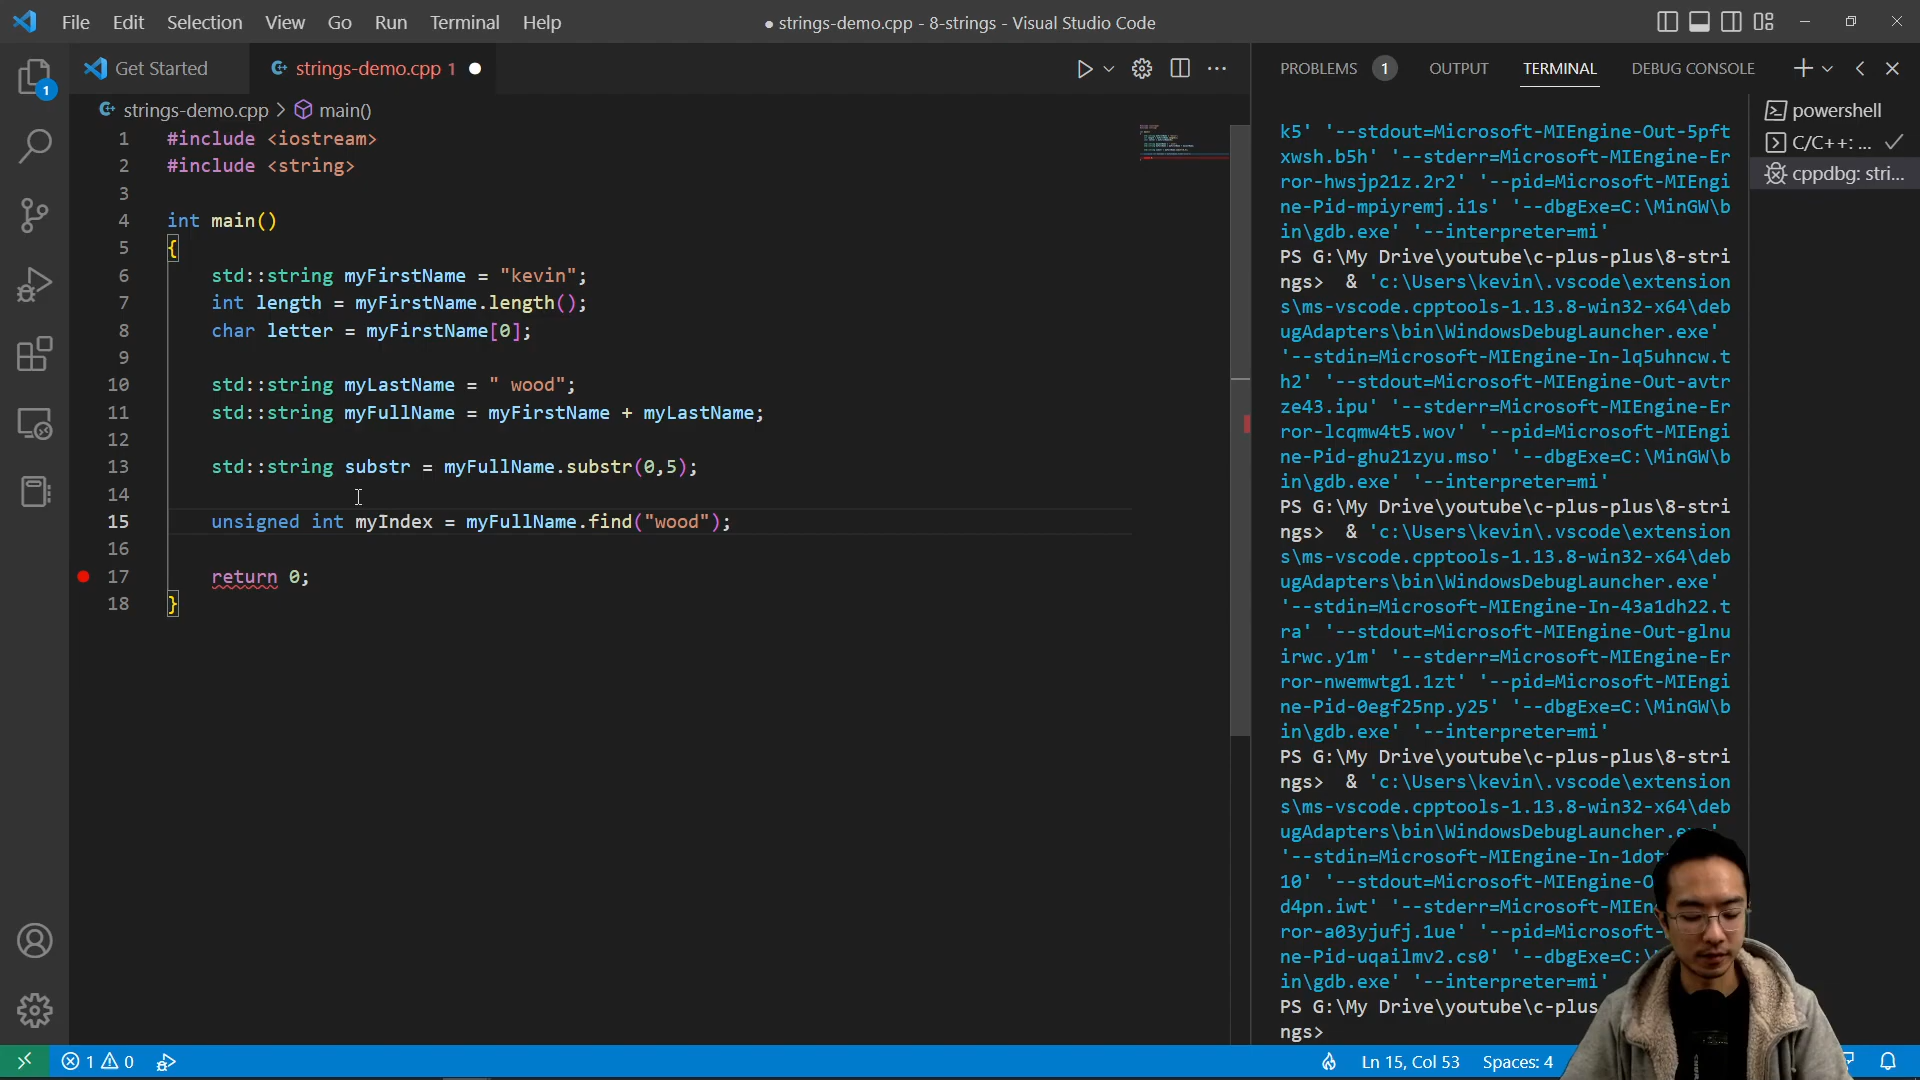 File Edit Selection View Go Run Terminal Help
● strings-demo.cpp - 8-strings - Visual Studio Code
Get Started
strings-demo.cpp 1
strings-demo.cpp > main()
1 #include <iostream>
2 #include <string>
3
4 int main()
5 {
6 std::string myFirstName = "kevin";
7 int length = myFirstName.length();
8 char letter = myFirstName[0];
9
10 std::string myLastName = " wood";
11 std::string myFullName = myFirstName + myLastName;
12
13 std::string substr = myFullName.substr(0,5);
14
15 unsigned int myIndex = myFullName.find("wood");
16
17 return 0;
18 }
PROBLEMS 1 OUTPUT TERMINAL DEBUG CONSOLE
k5' '--stdout=Microsoft-MIEngine-Out-5pft
xwsh.b5h' '--stderr=Microsoft-MIEngine-Er
ror-hwsjp21z.2r2' '--pid=Microsoft-MIEngi
ne-Pid-mpiyremj.i1s' '--dbgExe=C:\MinGW\b
in\gdb.exe' '--interpreter=mi'
PS G:\My Drive\youtube\c-plus-plus\8-stri
ngs>  & 'c:\Users\kevin\.vscode\extension
s\ms-vscode.cpptools-1.13.8-win32-x64\deb
ugAdapters\bin\WindowsDebugLauncher.exe'
'--stdin=Microsoft-MIEngine-In-lq5uhncw.t
h2' '--stdout=Microsoft-MIEngine-Out-avtr
ze43.ipu' '--stderr=Microsoft-MIEngine-Er
ror-lcqmw4t5.wov' '--pid=Microsoft-MIEngi
ne-Pid-ghu21zyu.mso' '--dbgExe=C:\MinGW\b
in\gdb.exe' '--interpreter=mi'
PS G:\My Drive\youtube\c-plus-plus\8-stri
ngs>  & 'c:\Users\kevin\.vscode\extension
s\ms-vscode.cpptools-1.13.8-win32-x64\deb
ugAdapters\bin\WindowsDebugLauncher.exe'
'--stdin=Microsoft-MIEngine-In-43a1dh22.t
ra' '--stdout=Microsoft-MIEngine-Out-glnu
irwc.y1m' '--stderr=Microsoft-MIEngine-Er
ror-nwemwtg1.1zt' '--pid=Microsoft-MIEngi
ne-Pid-0egf25np.y25' '--dbgExe=C:\MinGW\b
in\gdb.exe' '--interpreter=mi'
PS G:\My Drive\youtube\c-plus-plus\8-stri
ngs>  & 'c:\Users\kevin\.vscode\extension
s\ms-vscode.cpptools-1.13.8-win32-x64\deb
ugAdapters\bin\WindowsDebugLauncher.e
'--stdin=Microsoft-MIEngine-In-1dot
10' '--stdout=Microsoft-MIEngine-O
d4pn.iwt' '--stderr=Microsoft-MIEn
ror-a03yjufj.1ue' '--pid=Microsoft-
ne-Pid-uqailmv2.cs0' '--dbgExe=C:\
in\gdb.exe' '--interpreter=mi'
PS G:\My Drive\youtube\c-plus
ngs>
powershell
C/C++: ...
cppdbg: stri...
1
1 0
Ln 15, Col 53 Spaces: 4